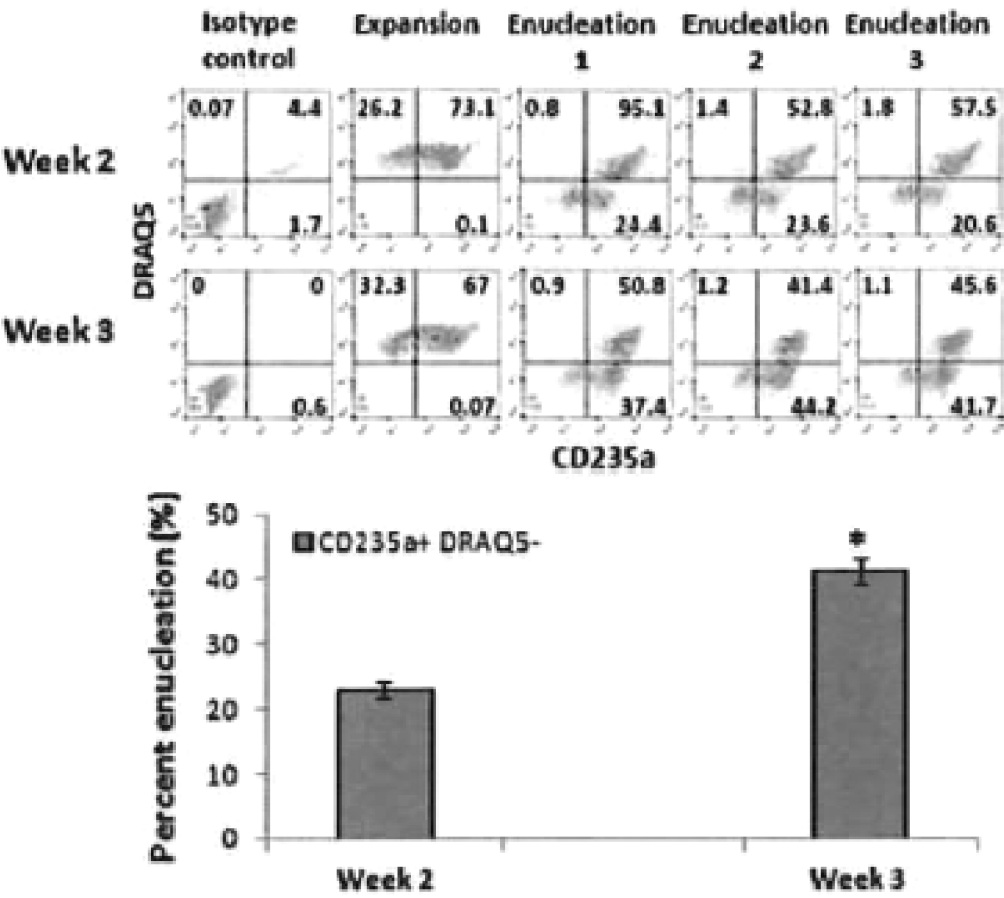 Isotype control
Expansion
Enucleation 1
Enucleation 2
Enucleation 3
Week 2
0.07 4.4
1.7
26.2 73.1
0.1
0.8 95.1
24.4
1.4 52.8
23.6
1.8 57.5
20.6
DRAQ5
Week 3
0 0
0.6
32.3 67
0.07
0.9 50.8
37.4
1.2 41.4
44.2
1.1 45.6
41.7
CD235a
Percent enucleation (%)
50
40
30
20
10
0
CD235a+ DRAQ5-
*
Week 2
Week 3